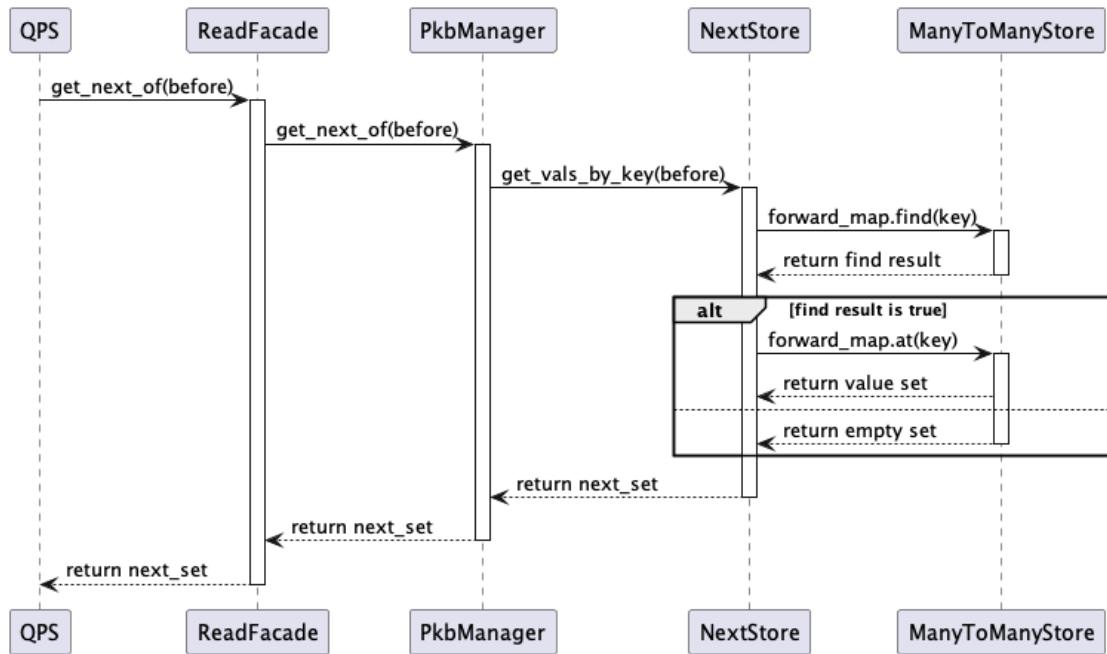 QPS ReadFacade PkbManager NextStore ManyToManyStore
get_next_of(before)
get_next_of(before)
get_vals_by_key(before)
forward_map.find(key)
return find result
alt [find result is true]
forward_map.at(key)
return value set
return empty set
return next_set
return next_set
return next_set
QPS ReadFacade PkbManager NextStore ManyToManyStore